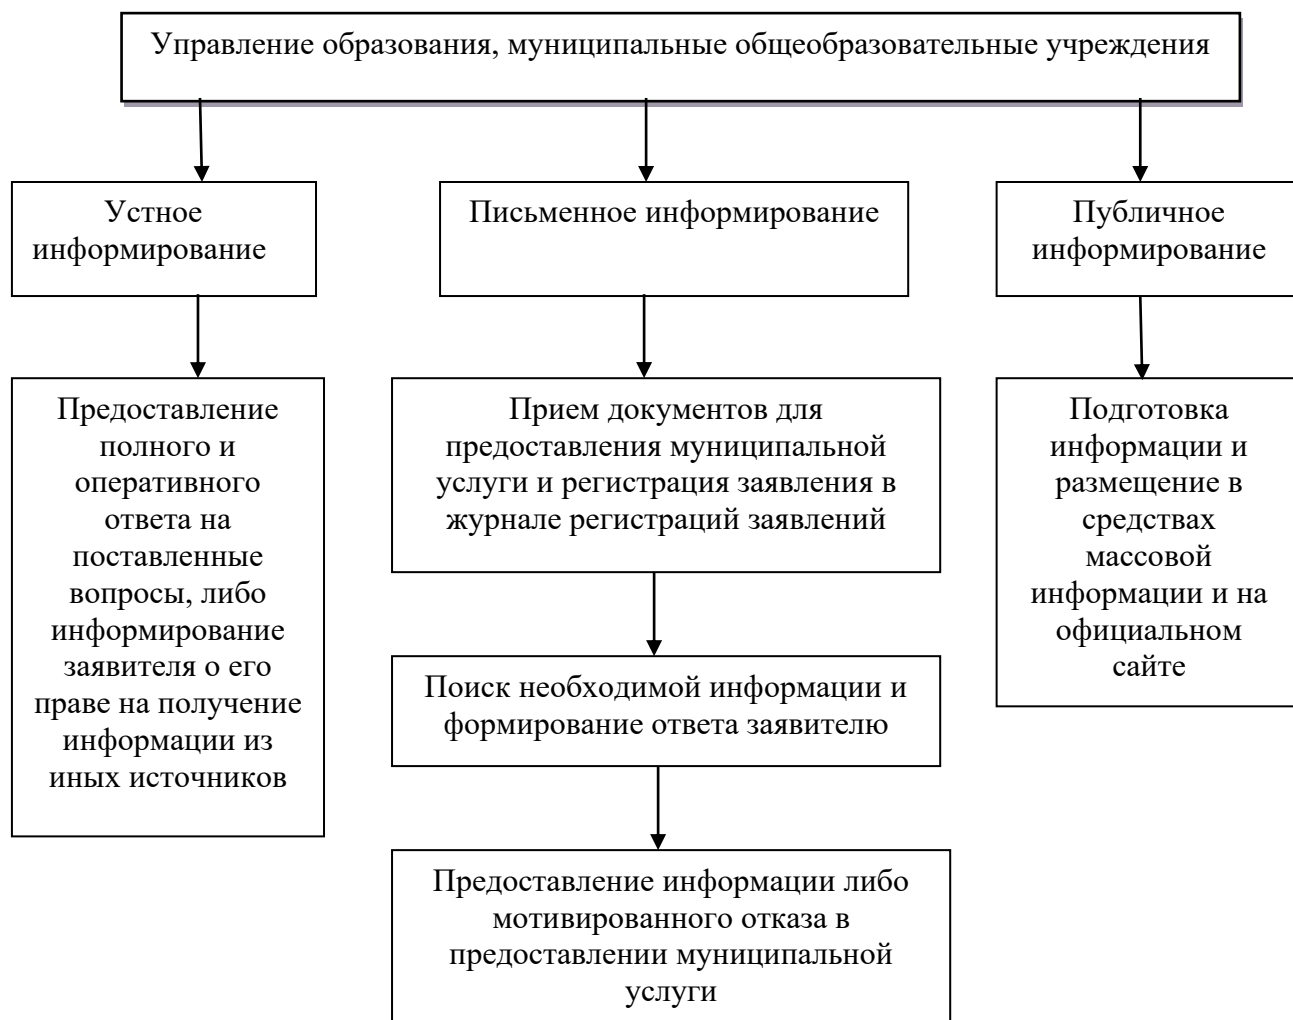 Управление образования, муниципальные общеобразовательные учреждения
Устное
информирование
Письменное информирование
Публичное
информирование
Предоставление
полного и
оперативного
ответа на
поставленные
вопросы, либо
информирование
заявителя о его
праве на получение
информации из
иных источников
Прием документов для
предоставления муниципальной
услуги и регистрация заявления в
журнале регистраций заявлений
Подготовка
информации и
размещение в
средствах
массовой
информации и на
официальном
сайте
Поиск необходимой информации и
формирование ответа заявителю
Предоставление информации либо
мотивированного отказа в
предоставлении муниципальной
услуги